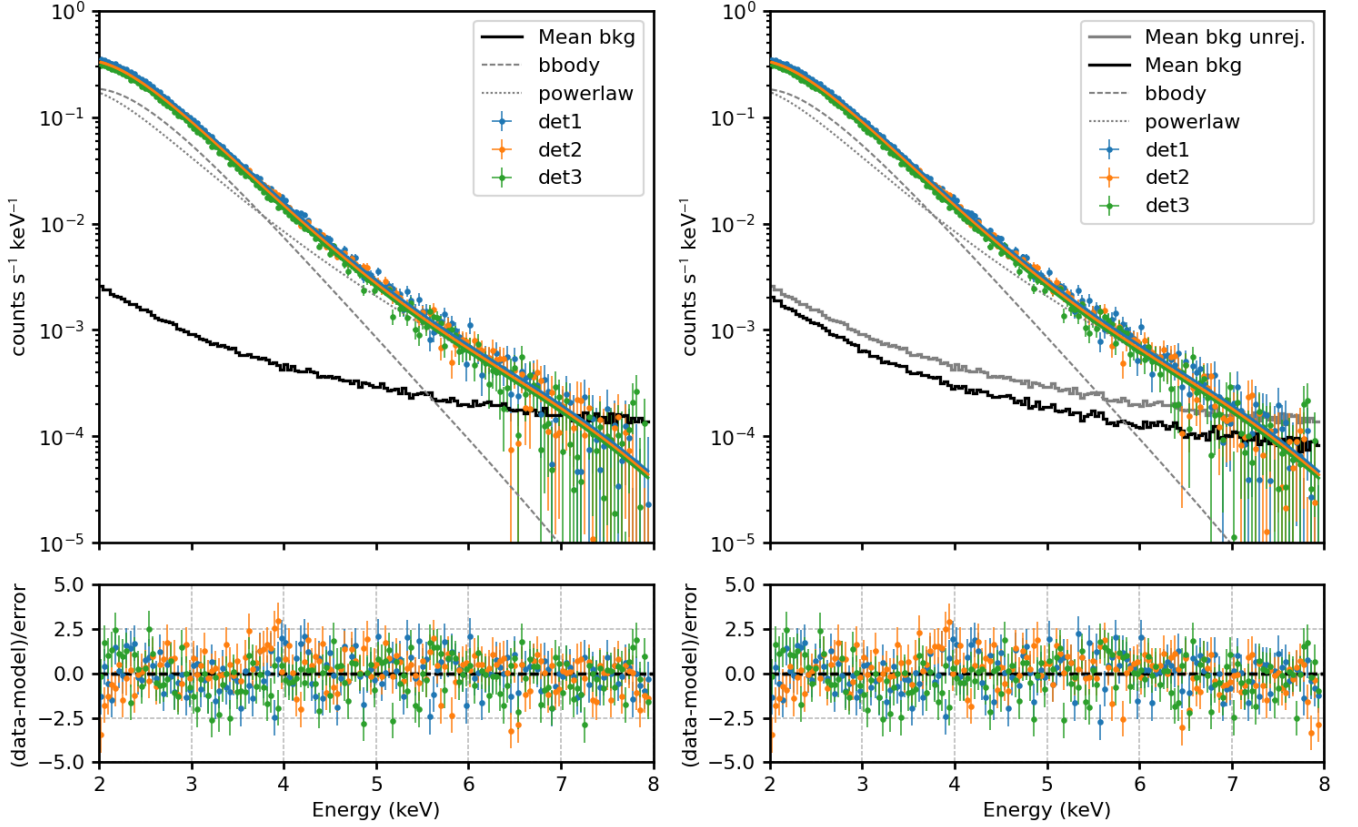 counts s⁻¹ keV⁻¹
10⁰
10⁻¹
10⁻²
10⁻³
10⁻⁴
10⁻⁵
Mean bkg
bbody
powerlaw
det1
det2
det3
(data-model)/error
5.0
2.5
0.0
−2.5
−5.0
2 3 4 5 6 7 8
Energy (keV)
counts s⁻¹ keV⁻¹
10⁰
10⁻¹
10⁻²
10⁻³
10⁻⁴
10⁻⁵
Mean bkg unrej.
Mean bkg
bbody
powerlaw
det1
det2
det3
(data-model)/error
5.0
2.5
0.0
−2.5
−5.0
2 3 4 5 6 7 8
Energy (keV)